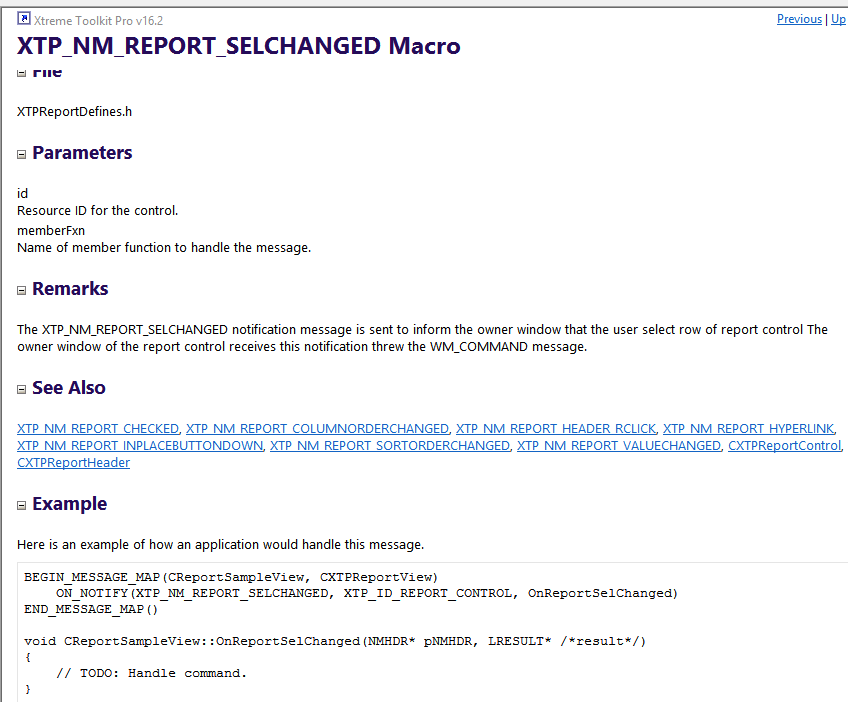 Xtreme Toolkit Pro v16.2
Previous | Up
XTP_NM_REPORT_SELCHANGED Macro
File
XTPReportDefines.h
Parameters
id
Resource ID for the control.
memberFxn
Name of member function to handle the message.
Remarks
The XTP_NM_REPORT_SELCHANGED notification message is sent to inform the owner window that the user select row of report control The
owner window of the report control receives this notification threw the WM_COMMAND message.
See Also
XTP_NM_REPORT_CHECKED, XTP_NM_REPORT_COLUMNORDERCHANGED, XTP_NM_REPORT_HEADER_RCLICK, XTP_NM_REPORT_HYPERLINK,
XTP_NM_REPORT_INPLACEBUTTONDOWN, XTP_NM_REPORT_SORTORDERCHANGED, XTP_NM_REPORT_VALUECHANGED, CXTPReportControl,
CXTPReportHeader
Example
Here is an example of how an application would handle this message.
BEGIN_MESSAGE_MAP(CReportSampleView, CXTPReportView)
    ON_NOTIFY(XTP_NM_REPORT_SELCHANGED, XTP_ID_REPORT_CONTROL, OnReportSelChanged)
END_MESSAGE_MAP()
void CReportSampleView::OnReportSelChanged(NMHDR* pNMHDR, LRESULT* /*result*/)
{
    // TODO: Handle command.
}